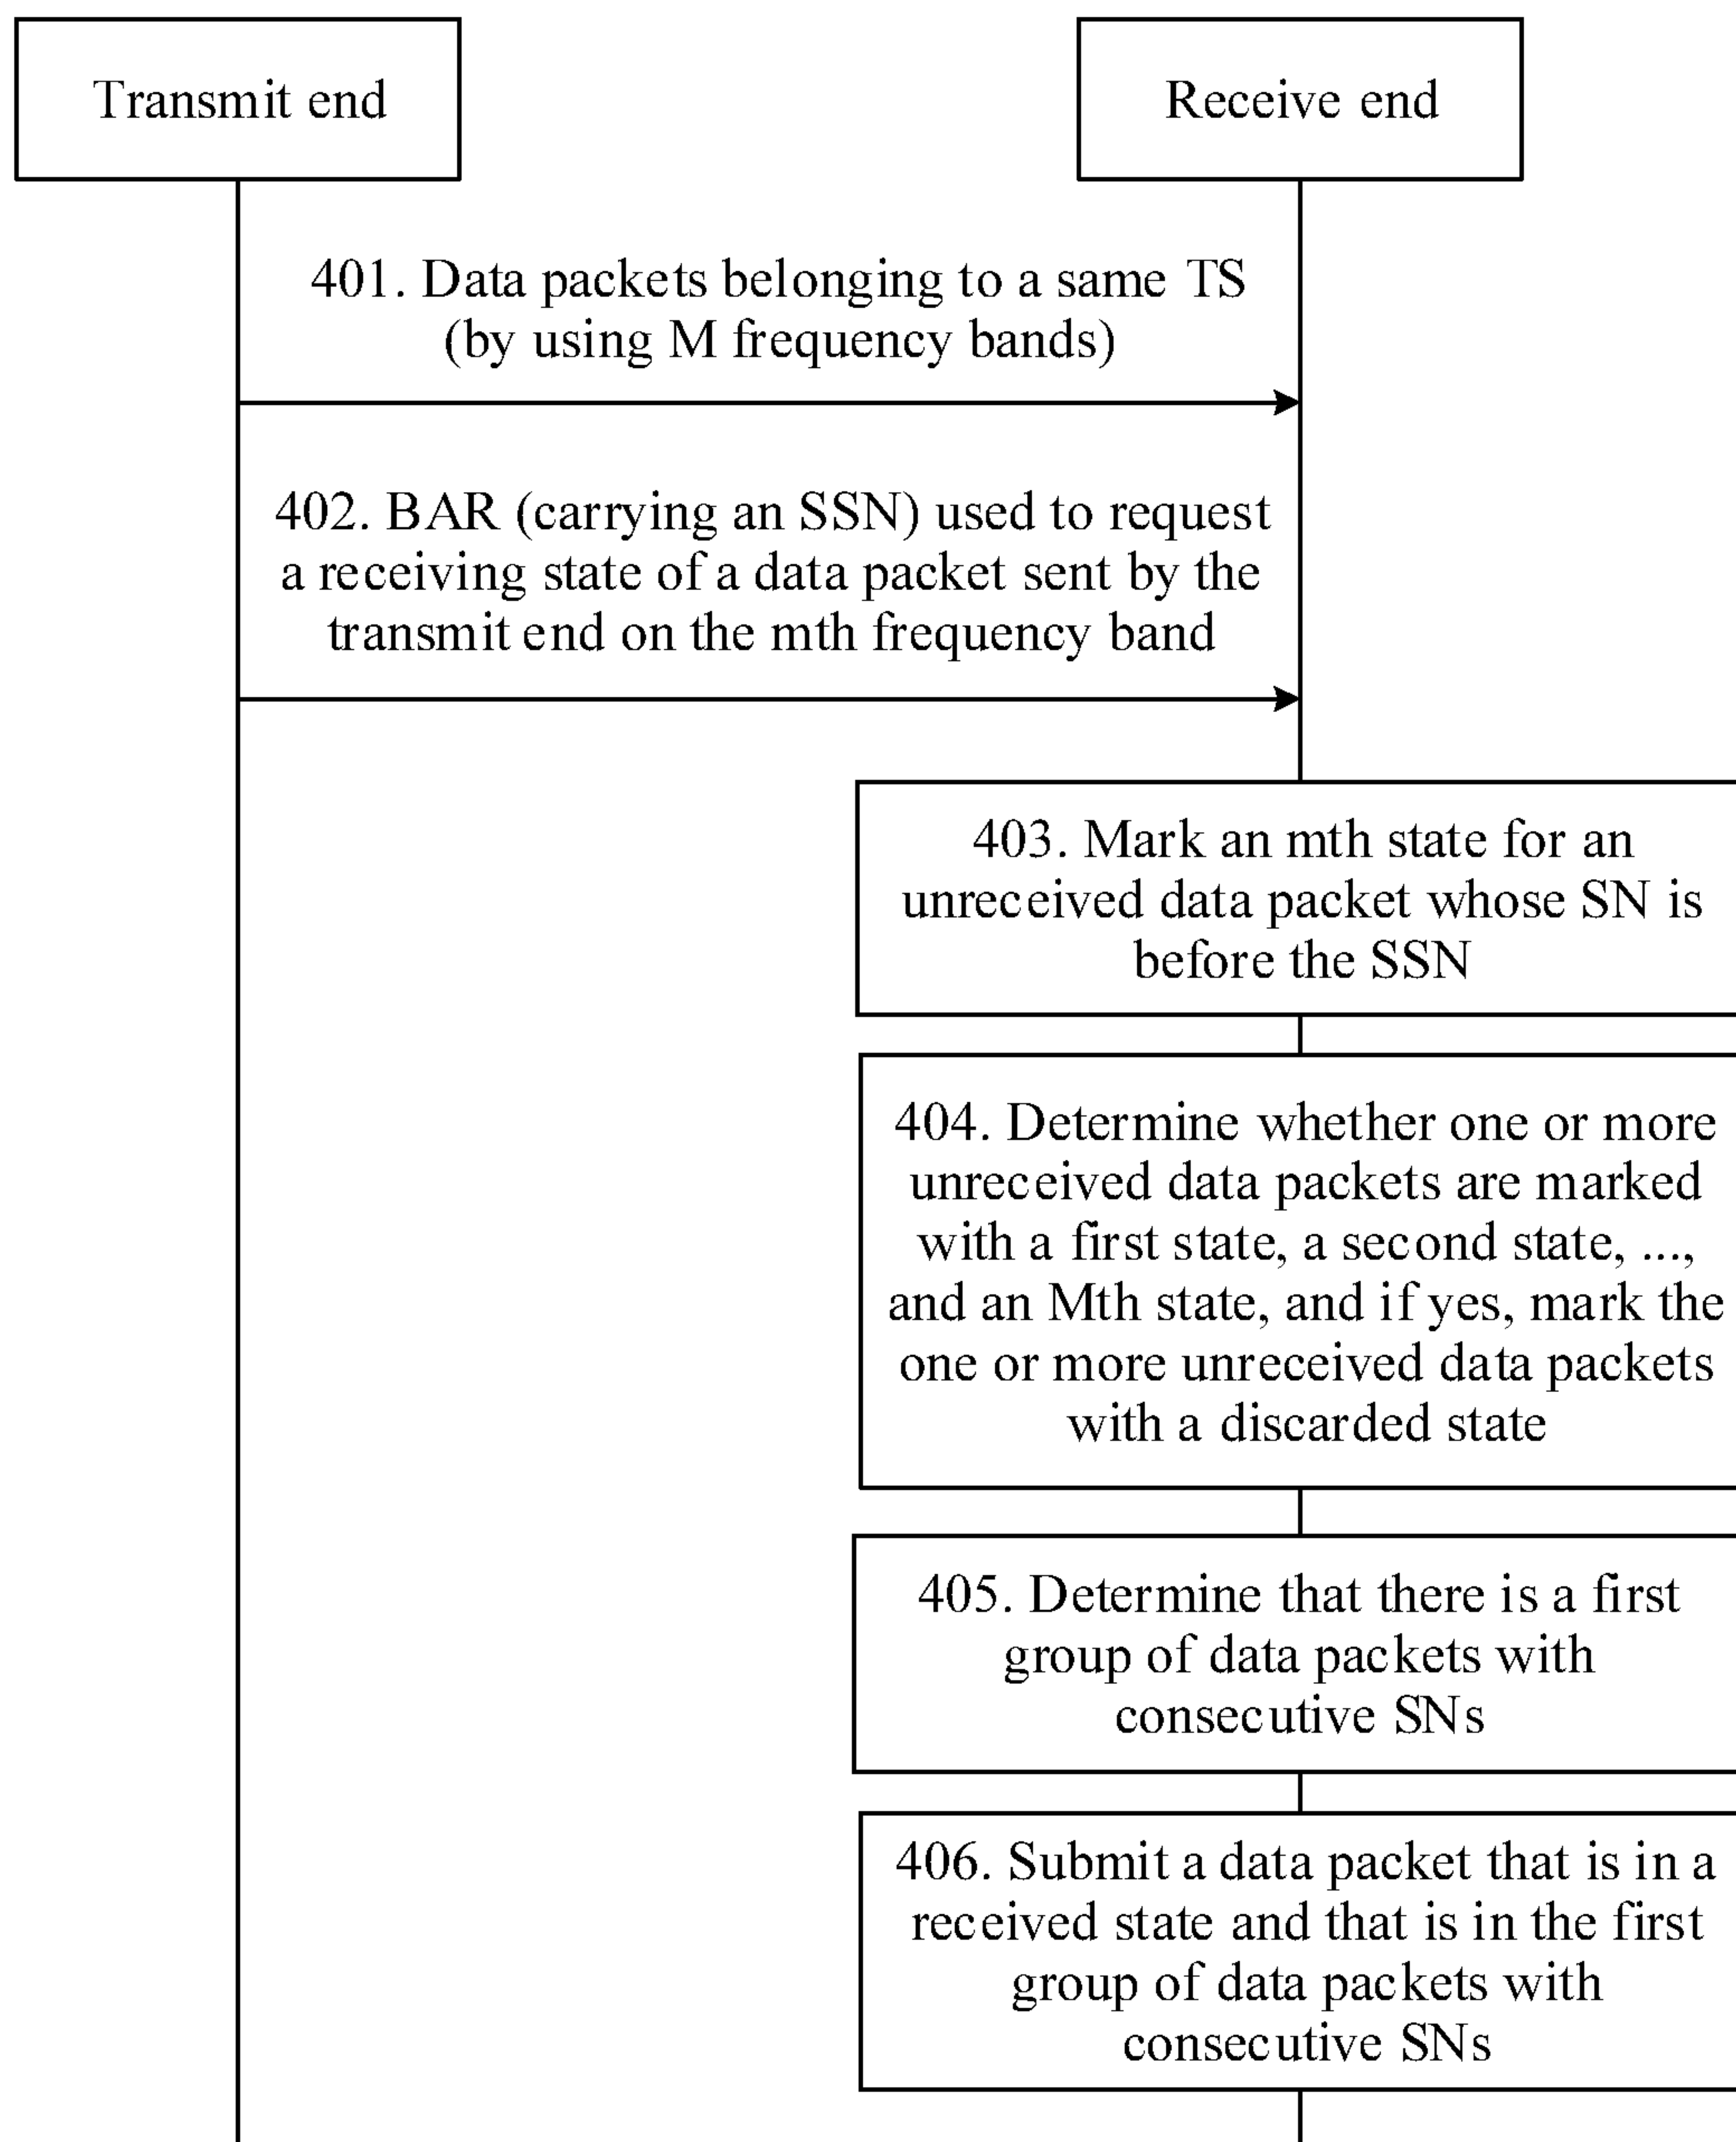 Transmit end
Receive end
401. Data packets belonging to a same TS
(by using M frequency bands)
402. BAR (carrying an SSN) used to request
a receiving state of a data packet sent by the
transmit end on the mth frequency band
403. Mark an mth state for an
unreceived data packet whose SN is
before the SSN
404. Determine whether one or more
unreceived data packets are marked
with a first state, a second state, ...,
and an Mth state, and if yes, mark the
one or more unreceived data packets
with a discarded state
405. Determine that there is a first
group of data packets with
consecutive SNs
406. Submit a data packet that is in a
received state and that is in the first
group of data packets with
consecutive SNs